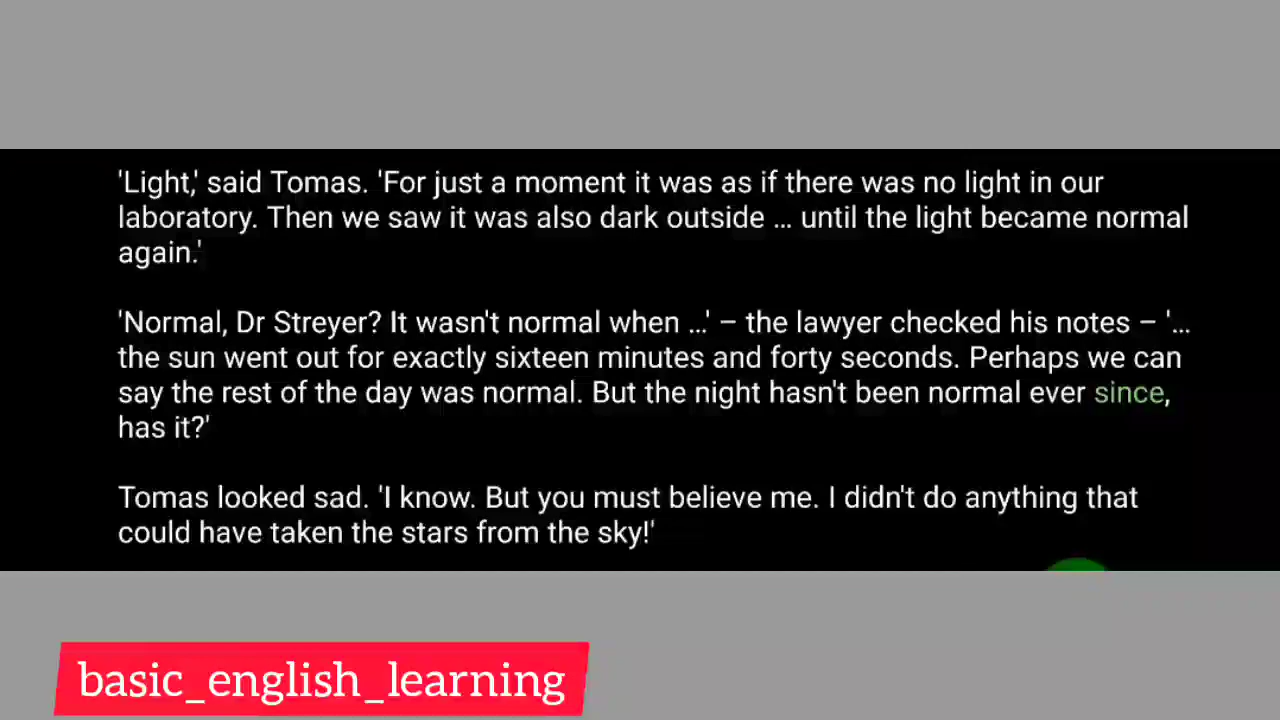 'Light,' said Tomas. 'For just a moment it was as if there was no light in our
laboratory. Then we saw it was also dark outside … until the light became normal
again.'
'Normal, Dr Streyer? It wasn't normal when …' – the lawyer checked his notes – '…
the sun went out for exactly sixteen minutes and forty seconds. Perhaps we can
say the rest of the day was normal. But the night hasn't been normal ever since,
has it?'
Tomas looked sad. 'I know. But you must believe me. I didn't do anything that
could have taken the stars from the sky!'
basic_english_learning